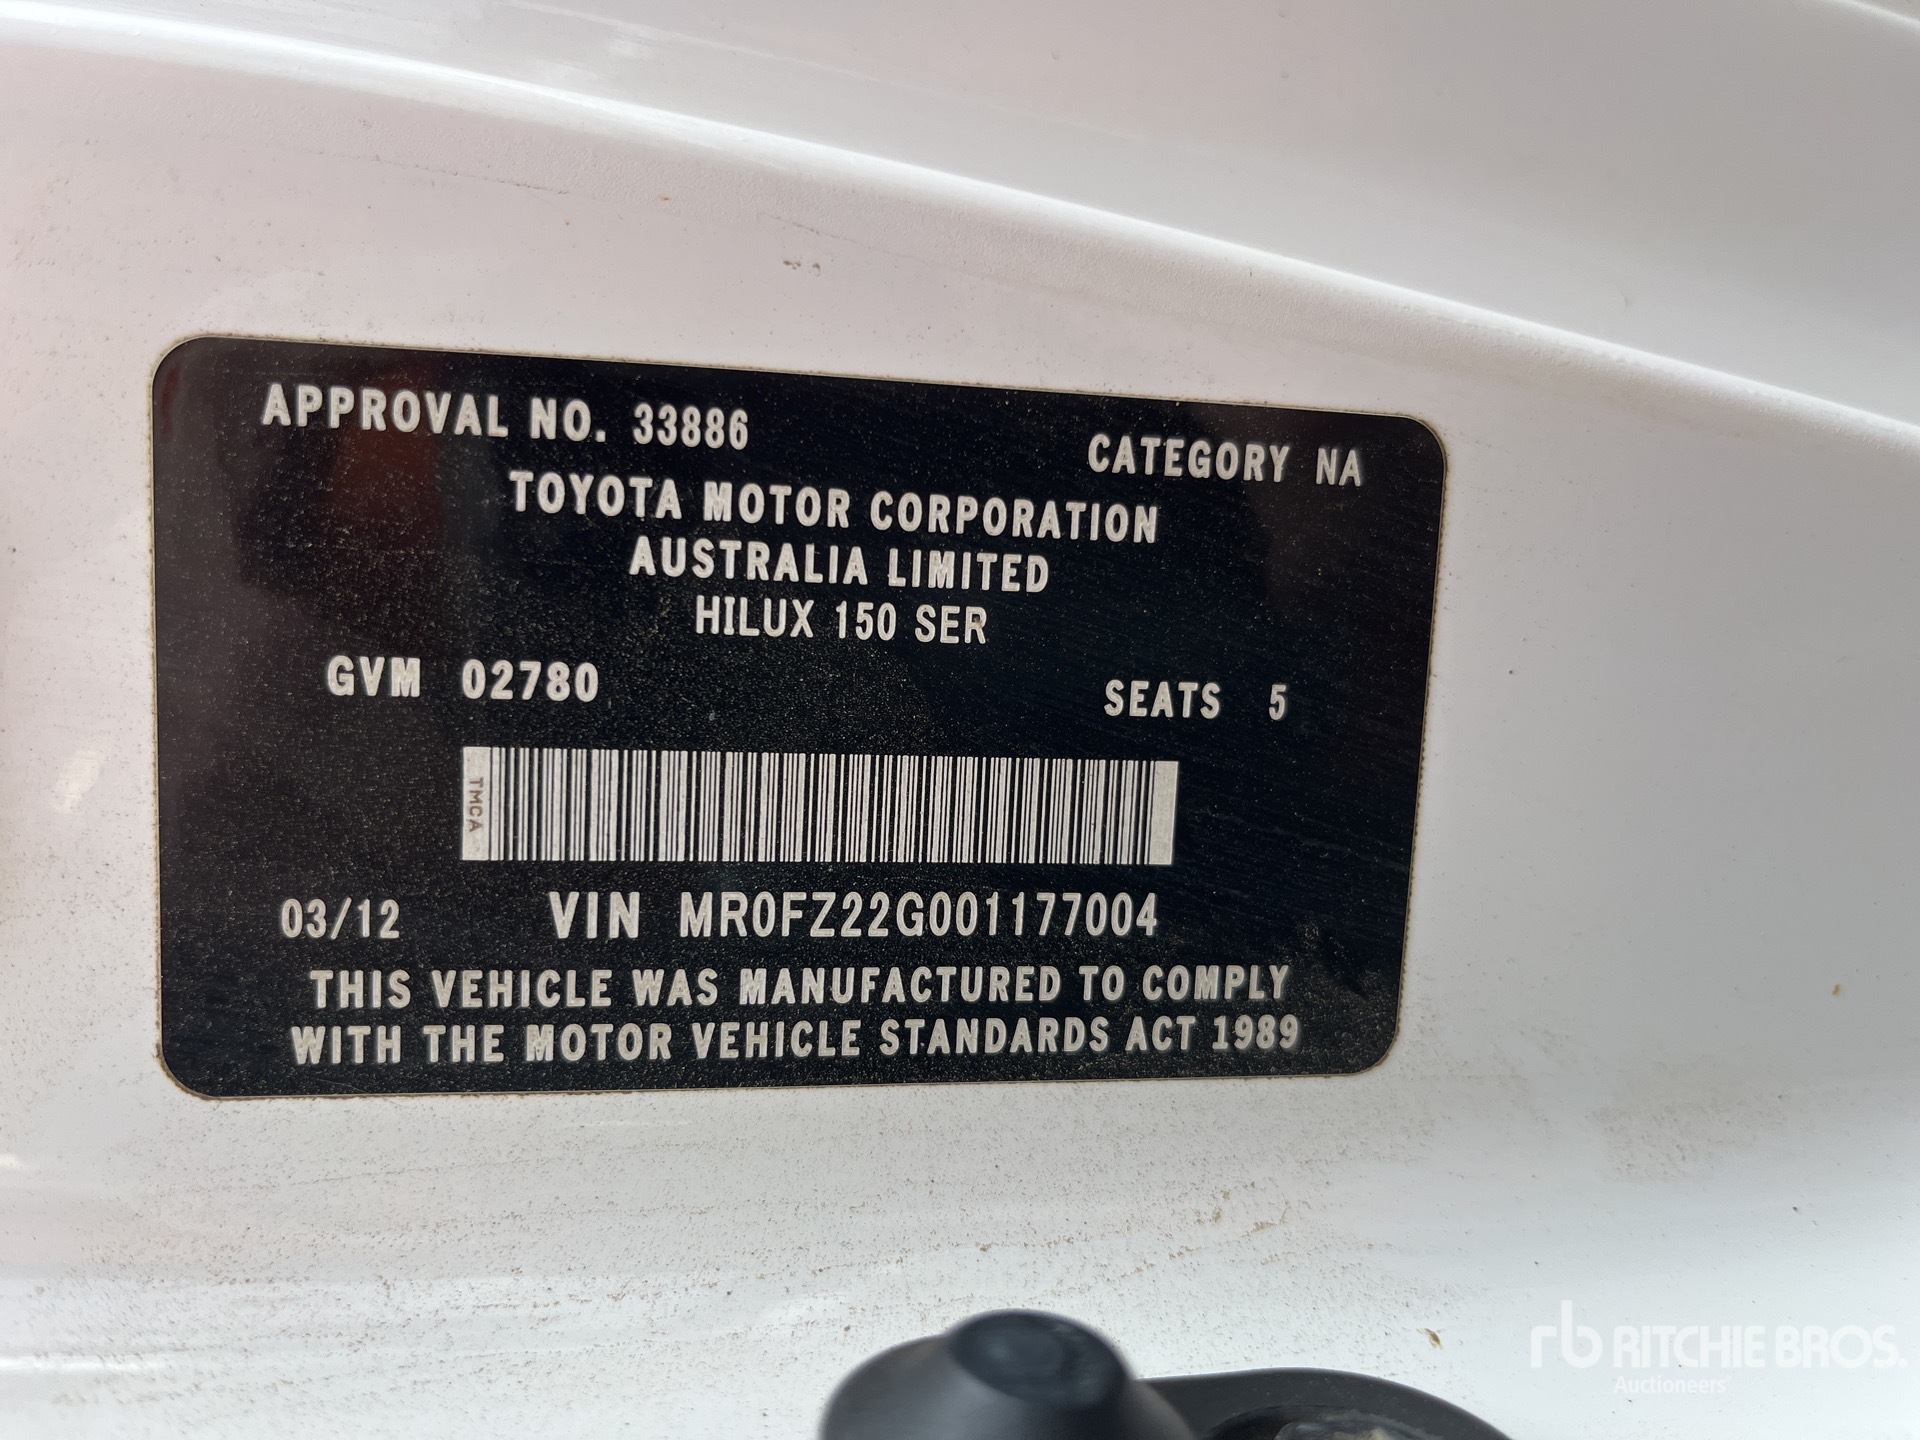 APPROVAL NO. 33886
CATEGORY NA
TOYOTA MOTOR CORPORATION
AUSTRALIA LIMITED
HILUX 150 SER
GVM 02780
SEATS 5
TMCA
03/12 VIN MR0FZ22G001177004
THIS VEHICLE WAS MANUFACTURED TO COMPLY
WITH THE MOTOR VEHICLE STANDARDS ACT 1989
rb RITCHIE BROS.
Auctioneers